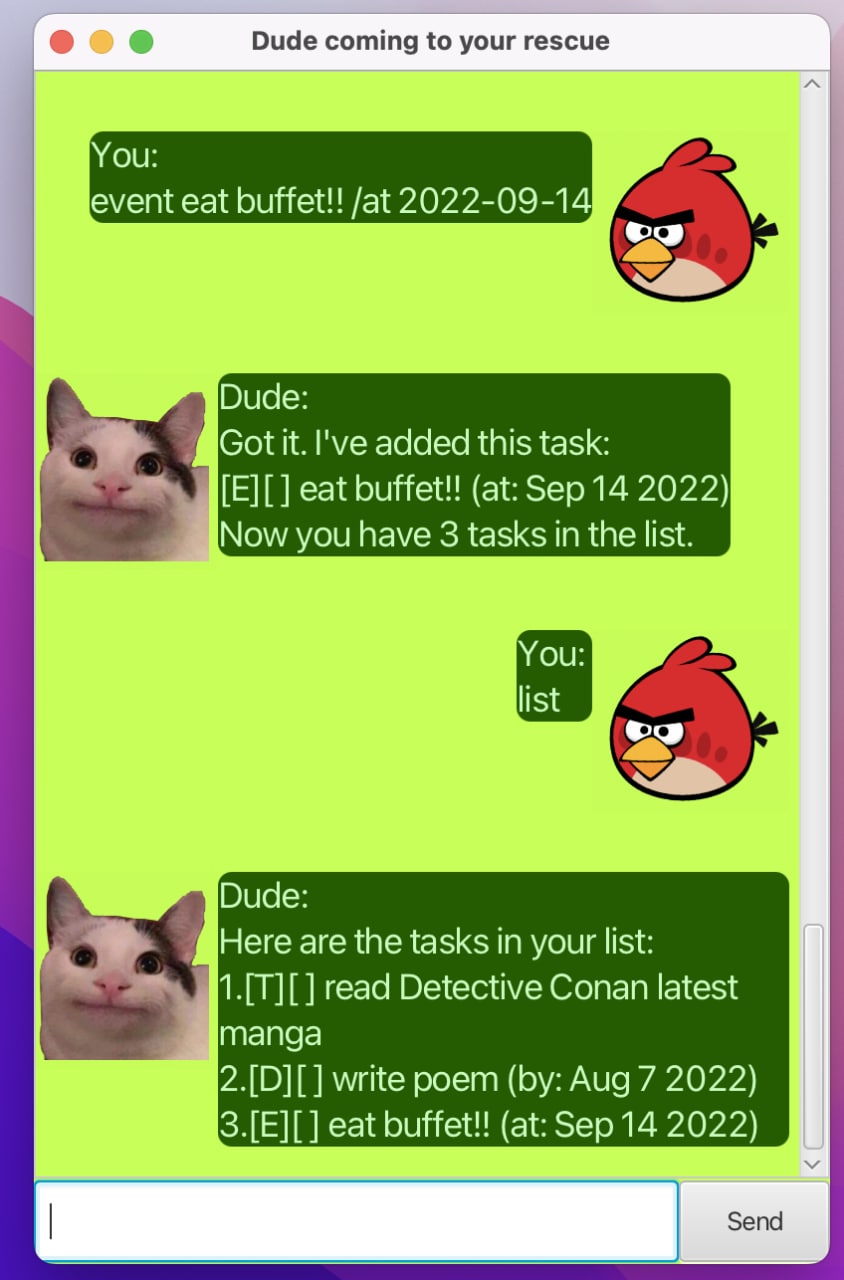 Dude coming to your rescue
You:
event eat buffet!! /at 2022-09-14
Dude:
Got it. I've added this task:
[E][ ] eat buffet!! (at: Sep 14 2022)
Now you have 3 tasks in the list.
You:
list
Dude:
Here are the tasks in your list:
1.[T][ ] read Detective Conan latest
manga
2.[D][ ] write poem (by: Aug 7 2022)
3.[E][ ] eat buffet!! (at: Sep 14 2022)
Send